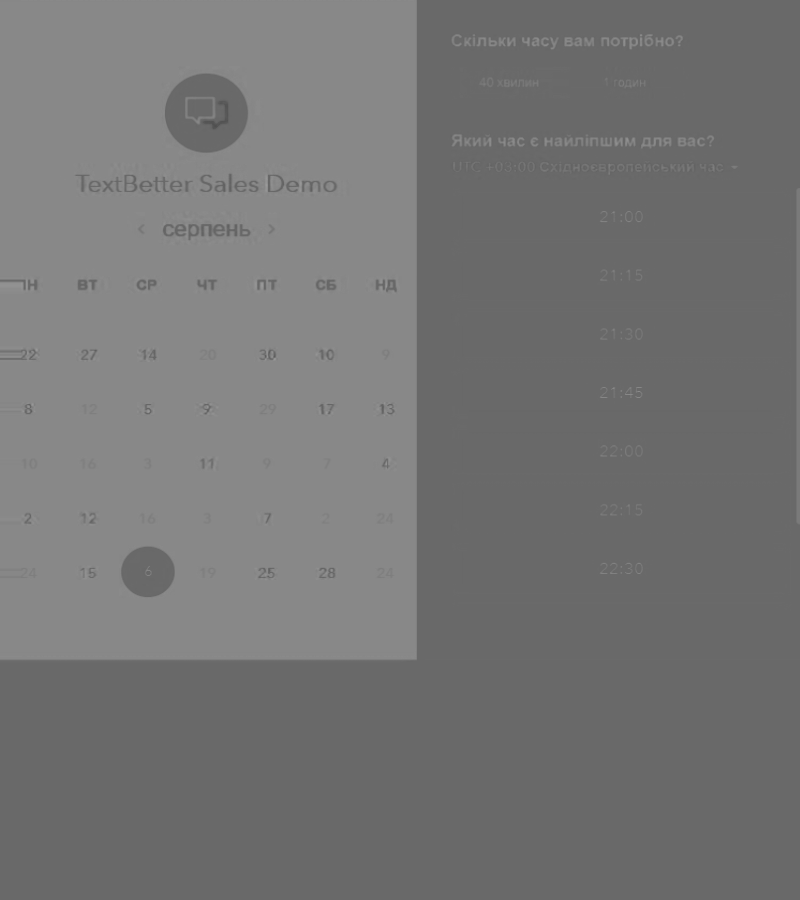 TextBetter Sales Demo
‹ серпень ›
ВТ СР ЧТ ПТ СБ НД
22 27 14 20 30 10 9
8 12 5 9 29 17 13
10 16 3 11 9 7 4
2 12 16 3 7 2 24
24 15 6 19 25 28 24
Скільки часу вам потрібно?
40 хвилин 1 годин
Який час є найліпшим для вас?
UTC +03:00 Східноєвропейський час
21:00
21:15
21:30
21:45
22:00
22:15
22:30